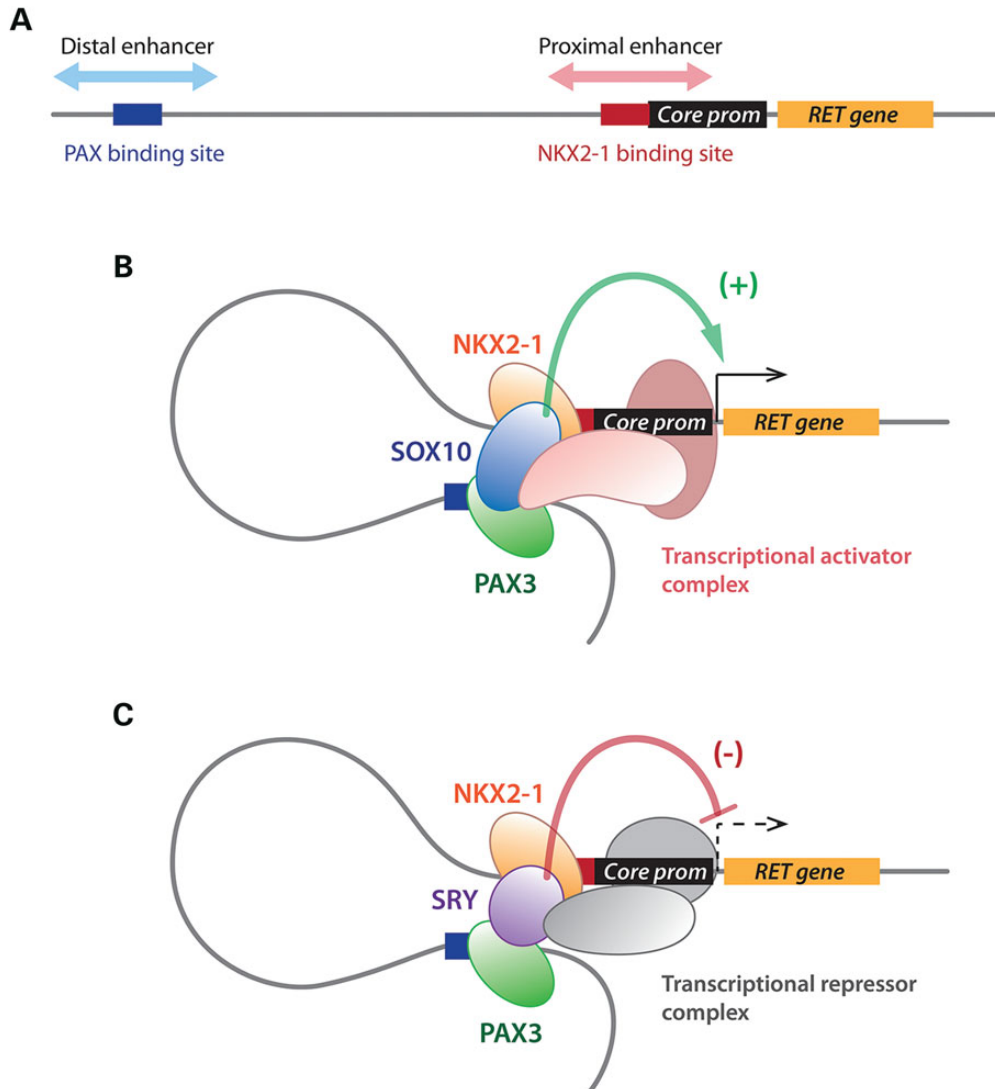 A
Distal enhancer
Proximal enhancer
Core prom
RET gene
PAX binding site
NKX2-1 binding site
B
(+)
NKX2-1
Core prom
RET gene
SOX10
PAX3
Transcriptional activator
complex
C
(-)
NKX2-1
Core prom
RET gene
SRY
PAX3
Transcriptional repressor
complex